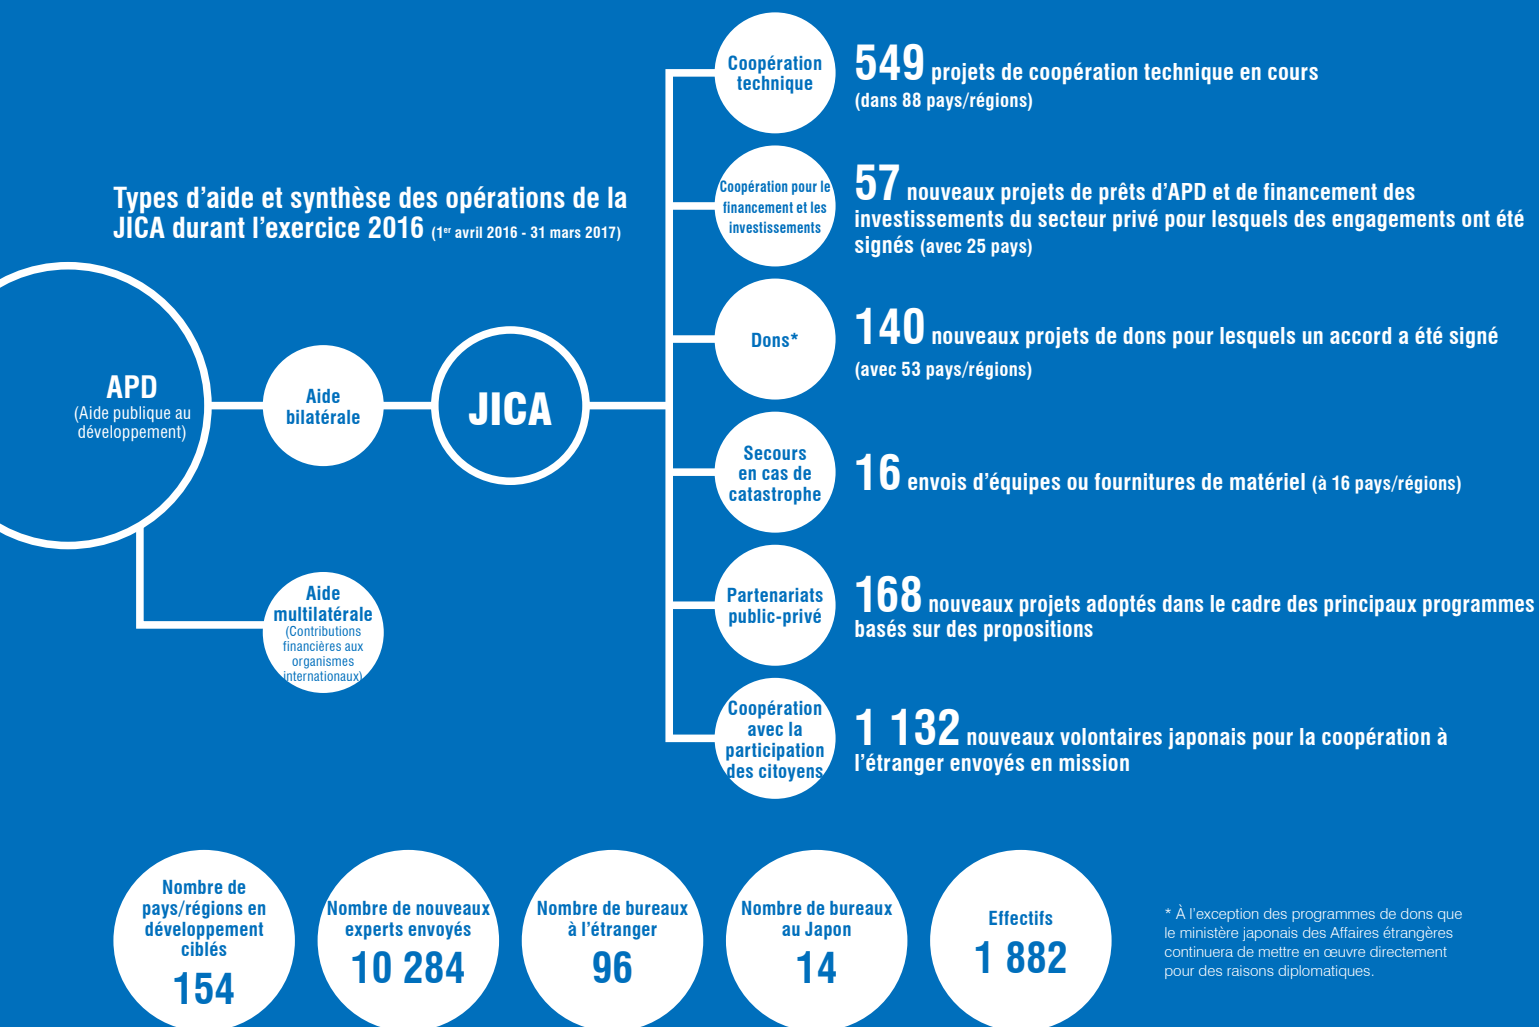 Types d’aide et synthèse des opérations de la
JICA durant l’exercice 2016 (1er avril 2016 - 31 mars 2017)
APD
(Aide publique au
développement)
Aide
bilatérale
JICA
Aide
multilatérale
(Contributions
financières aux
organismes
internationaux)
Coopération
technique
549 projets de coopération technique en cours
(dans 88 pays/régions)
Coopération pour le
financement et les
investissements
57 nouveaux projets de prêts d’APD et de financement des
investissements du secteur privé pour lesquels des engagements ont été
signés (avec 25 pays)
Dons*
140 nouveaux projets de dons pour lesquels un accord a été signé
(avec 53 pays/régions)
Secours
en cas de
catastrophe
16 envois d’équipes ou fournitures de matériel (à 16 pays/régions)
Partenariats
public-privé
168 nouveaux projets adoptés dans le cadre des principaux programmes
basés sur des propositions
Coopération
avec la
participation
des citoyens
1 132 nouveaux volontaires japonais pour la coopération à
l’étranger envoyés en mission
Nombre de
pays/régions en
développement
ciblés
154
Nombre de nouveaux
experts envoyés
10 284
Nombre de bureaux
à l’étranger
96
Nombre de bureaux
au Japon
14
Effectifs
1 882
* À l’exception des programmes de dons que
le ministère japonais des Affaires étrangères
continuera de mettre en œuvre directement
pour des raisons diplomatiques.